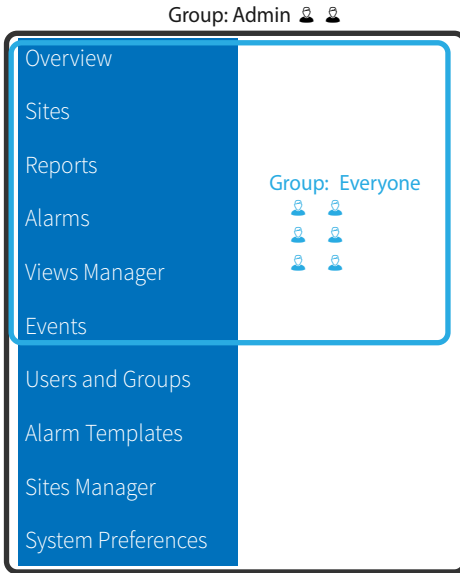 Group: Admin
Overview
Sites
Reports
Group: Everyone
Alarms
Views Manager
Events
Users and Groups
Alarm Templates
Sites Manager
System Preferences